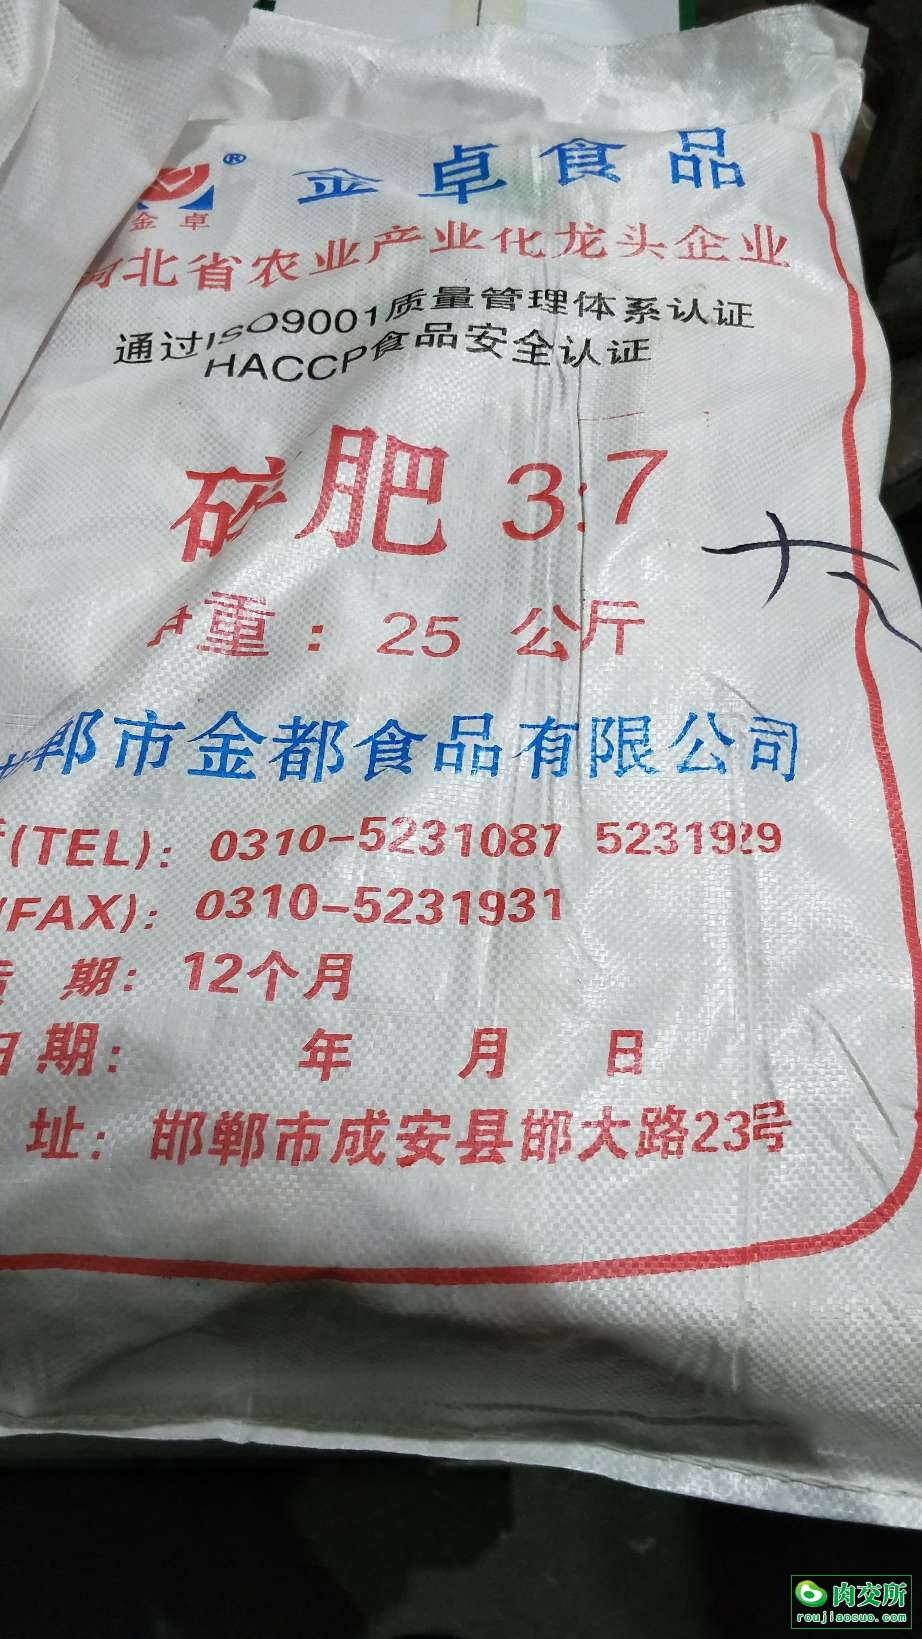 ®
金卓食品
金卓
河北省农业产业化龙头企业
通过ISO9001质量管理体系认证
HACCP食品安全认证
肥 3:7
重：25 公斤
郸市金都食品有限公司
(TEL): 0310-5231087 5231929
(FAX): 0310-5231931
期：12个月
日期： 年 月 日
址：邯郸市成安县邯大路23号
肉交所
roujiaosuo.com